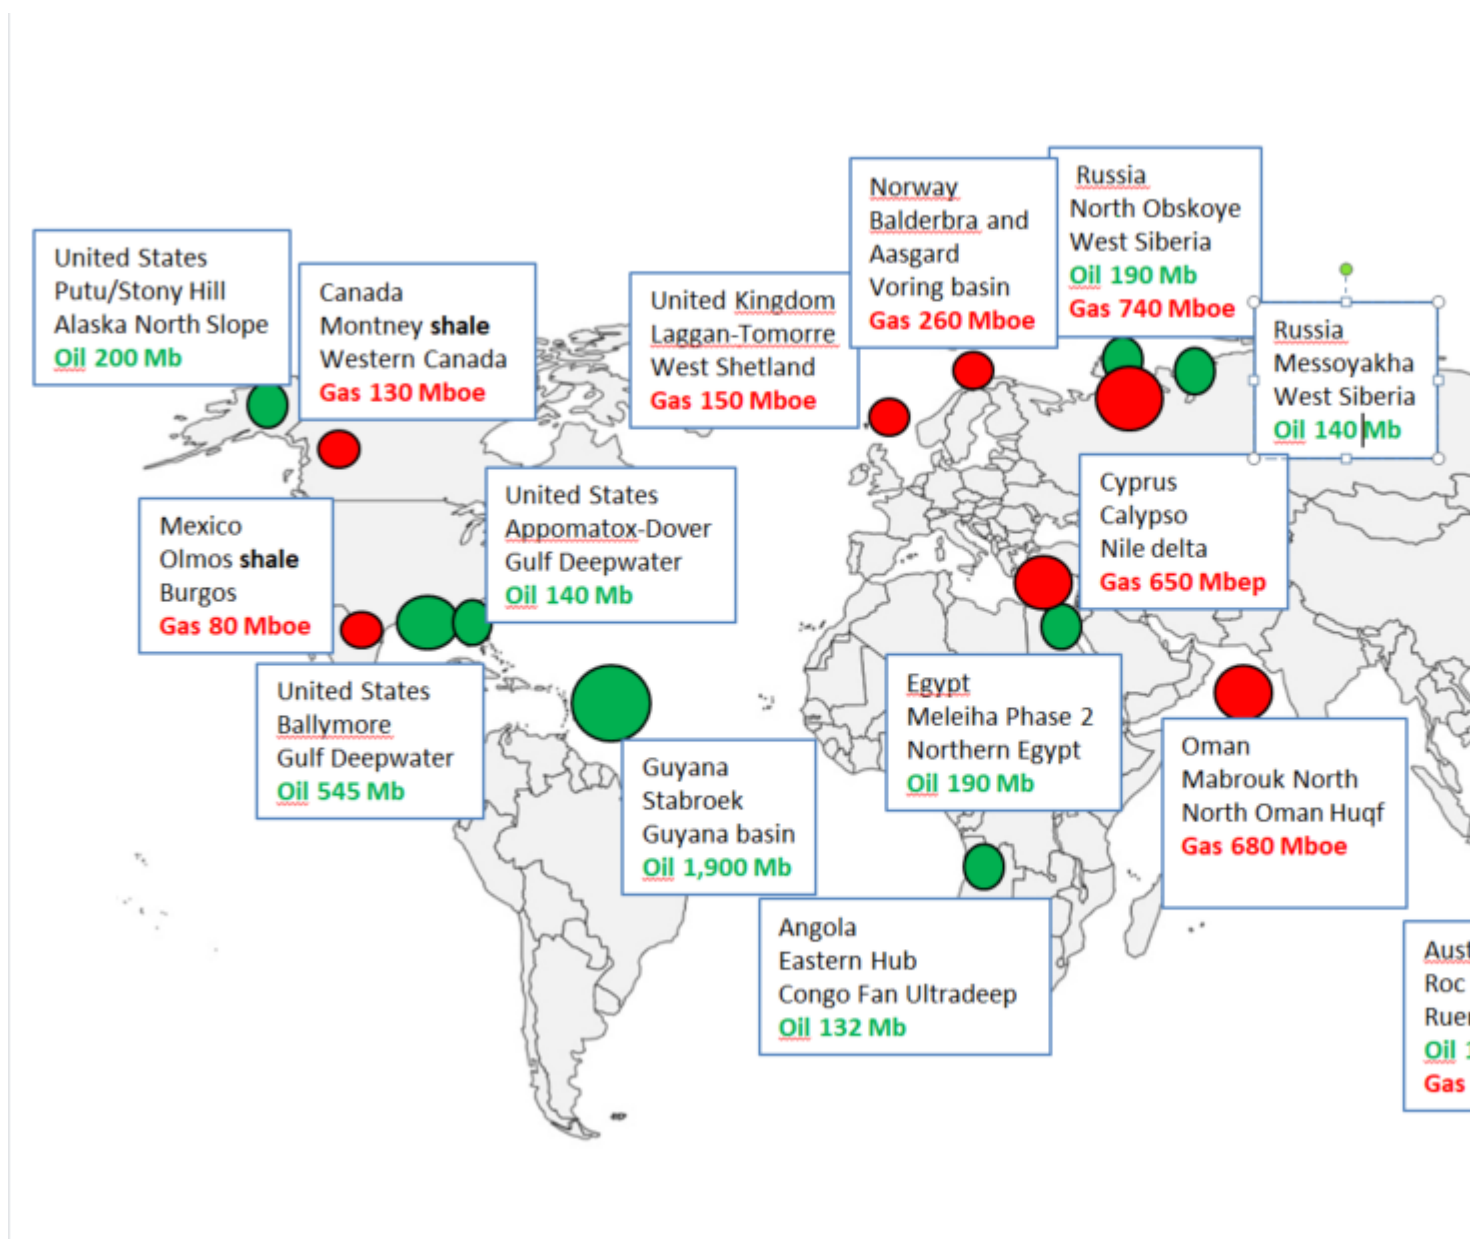 United States
Putu/Stony Hill
Alaska North Slope
Oil 200 Mb
Canada
Montney shale
Western Canada
Gas 130 Mboe
United Kingdom
Laggan-Tomorre
West Shetland
Gas 150 Mboe
Norway
Balderbra and
Aasgard
Voring basin
Gas 260 Mboe
Russia
North Obskoye
West Siberia
Oil 190 Mb
Gas 740 Mboe
Russia
Messoyakha
West Siberia
Oil 140 Mb
Mexico
Olmos shale
Burgos
Gas 80 Mboe
United States
Appomatox-Dover
Gulf Deepwater
Oil 140 Mb
Cyprus
Calypso
Nile delta
Gas 650 Mbep
United States
Ballymore
Gulf Deepwater
Oil 545 Mb
Guyana
Stabroek
Guyana basin
Oil 1,900 Mb
Egypt
Meleiha Phase 2
Northern Egypt
Oil 190 Mb
Oman
Mabrouk North
North Oman Huqf
Gas 680 Mboe
Angola
Eastern Hub
Congo Fan Ultradeep
Oil 132 Mb
Roc
Oil
Gas